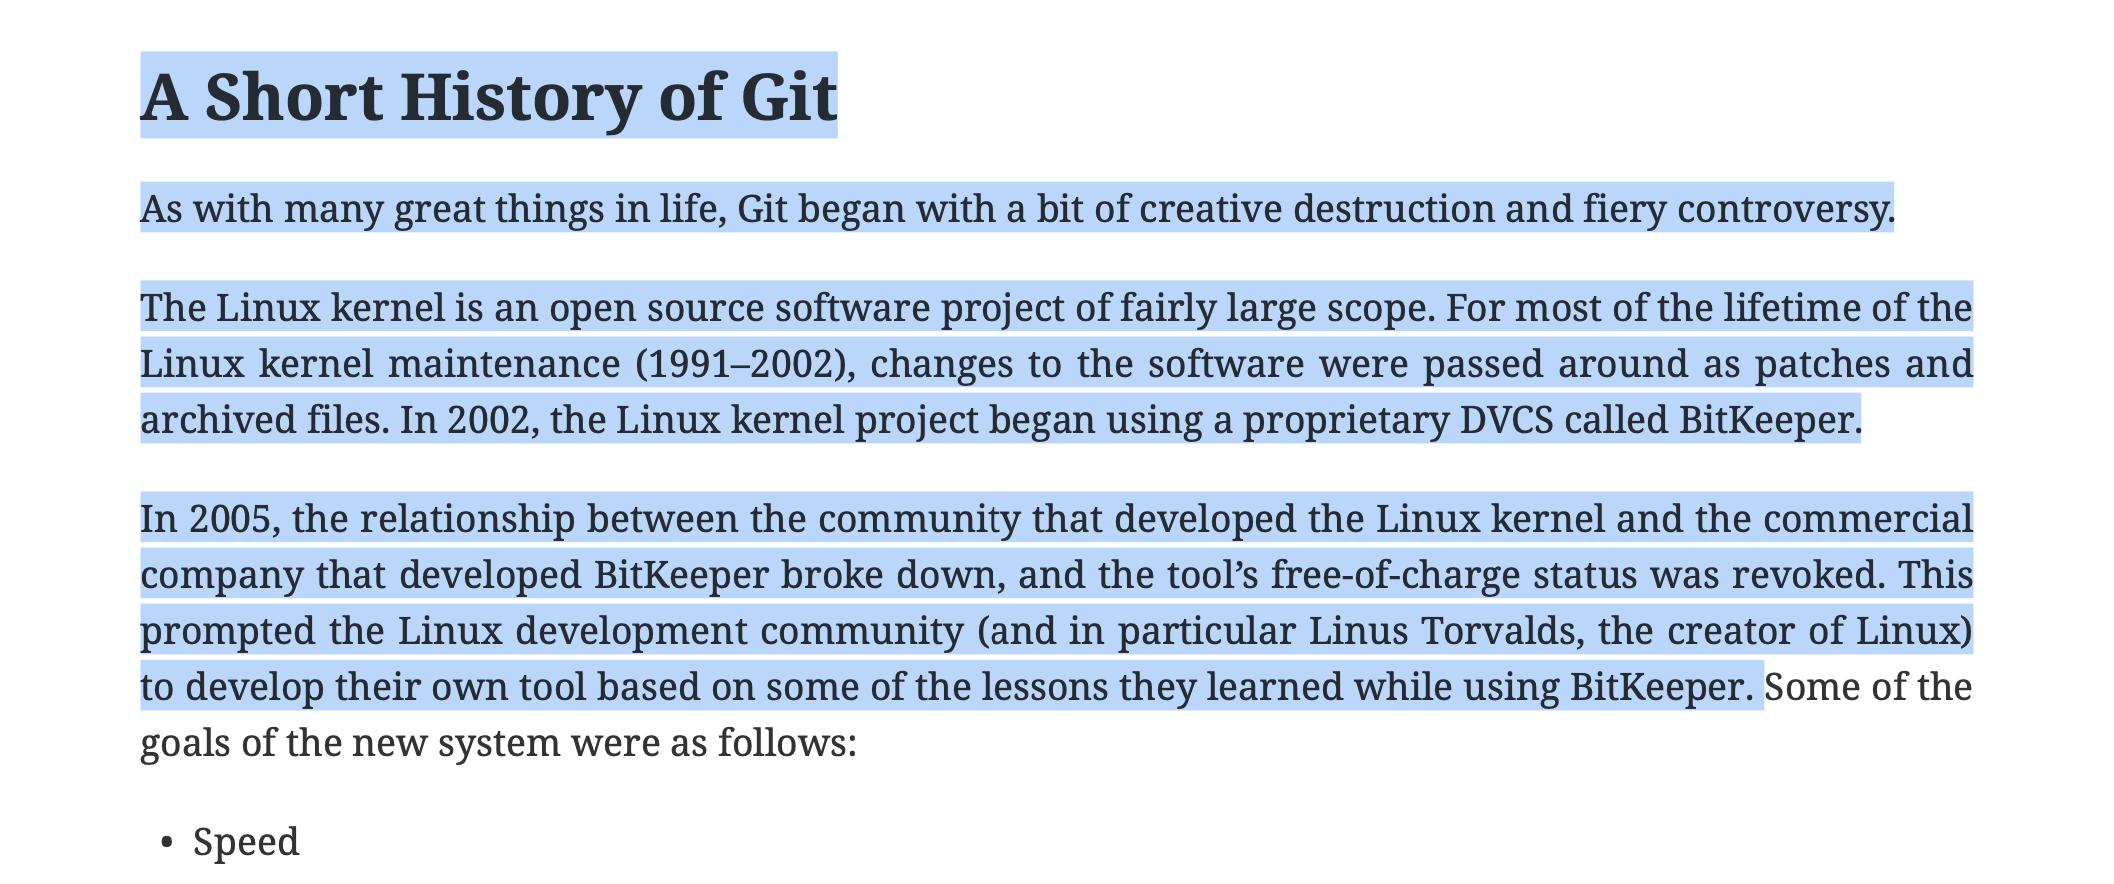 A Short History of Git
As with many great things in life, Git began with a bit of creative destruction and fiery controversy.
The Linux kernel is an open source software project of fairly large scope. For most of the lifetime of the
Linux kernel maintenance (1991–2002), changes to the software were passed around as patches and
archived files. In 2002, the Linux kernel project began using a proprietary DVCS called BitKeeper.
In 2005, the relationship between the community that developed the Linux kernel and the commercial
company that developed BitKeeper broke down, and the tool’s free-of-charge status was revoked. This
prompted the Linux development community (and in particular Linus Torvalds, the creator of Linux)
to develop their own tool based on some of the lessons they learned while using BitKeeper. Some of the
goals of the new system were as follows:
• Speed